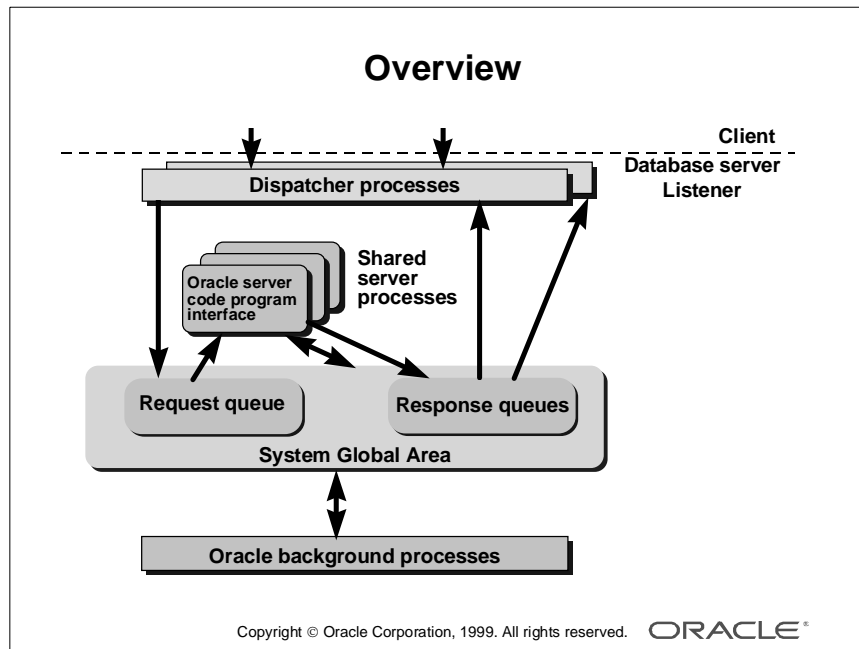 Overview
Client
Database server
Listener
Dispatcher processes
Shared
server
processes
Oracle server
code program
interface
Request queue
Response queues
System Global Area
Oracle background processes
Copyright © Oracle Corporation, 1999. All rights reserved.
ORACLE®